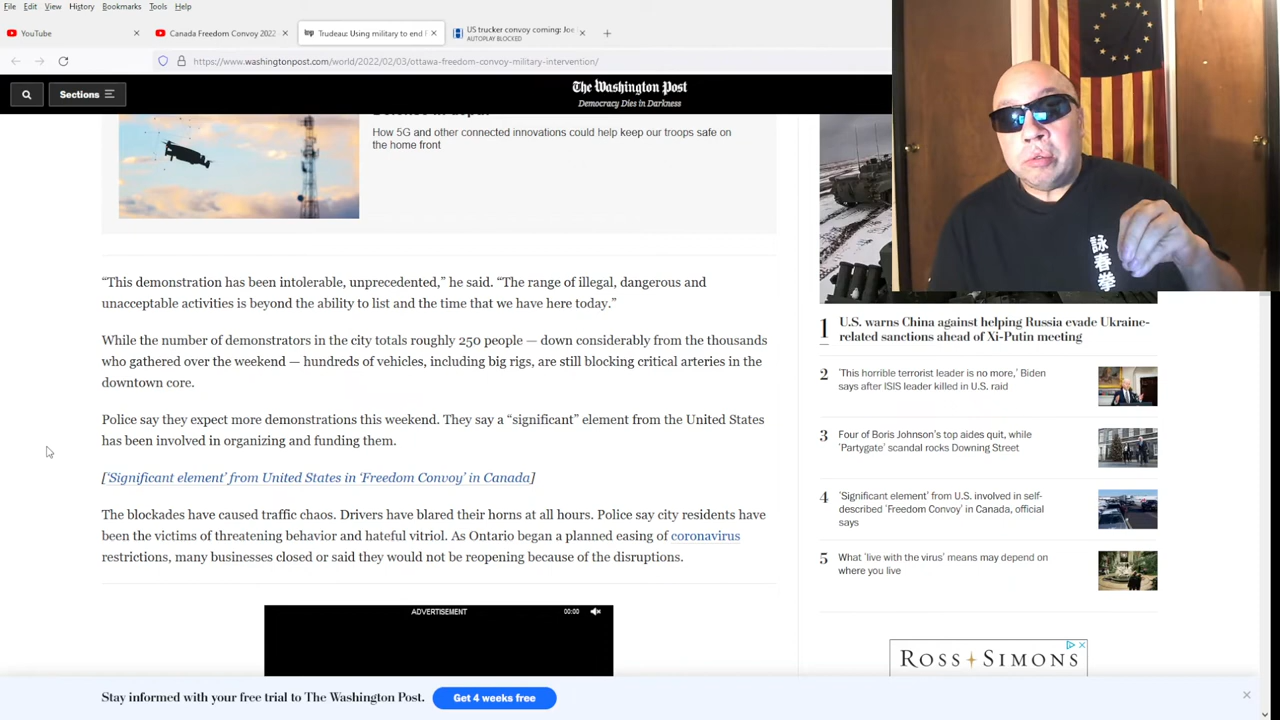 File Edit View History Bookmarks Tools Help
YouTube
Canada Freedom Convoy 2022
Trudeau: Using military to end
US trucker convoy coming: Joe
AUTOPLAY BLOCKED
https://www.washingtonpost.com/world/2022/02/03/ottawa-freedom-convoy-military-intervention/
Sections
The Washington Post
Democracy Dies in Darkness
How 5G and other connected innovations could help keep our troops safe on
the home front
“This demonstration has been intolerable, unprecedented,” he said. “The range of illegal, dangerous and
unacceptable activities is beyond the ability to list and the time that we have here today.”
While the number of demonstrators in the city totals roughly 250 people — down considerably from the thousands
who gathered over the weekend — hundreds of vehicles, including big rigs, are still blocking critical arteries in the
downtown core.
Police say they expect more demonstrations this weekend. They say a “significant” element from the United States
has been involved in organizing and funding them.
[‘Significant element’ from United States in ‘Freedom Convoy’ in Canada]
The blockades have caused traffic chaos. Drivers have blared their horns at all hours. Police say city residents have
been the victims of threatening behavior and hateful vitriol. As Ontario began a planned easing of coronavirus
restrictions, many businesses closed or said they would not be reopening because of the disruptions.
ADVERTISEMENT
00:00
詠春拳
1 U.S. warns China against helping Russia evade Ukraine-
related sanctions ahead of Xi-Putin meeting
2 ‘This horrible terrorist leader is no more,’ Biden
says after ISIS leader killed in U.S. raid
3 Four of Boris Johnson’s top aides quit, while
‘Partygate’ scandal rocks Downing Street
4 ‘Significant element’ from U.S. involved in self-
described ‘Freedom Convoy’ in Canada, official
says
5 What ‘live with the virus’ means may depend on
where you live
ROSS SIMONS
Stay informed with your free trial to The Washington Post.
Get 4 weeks free